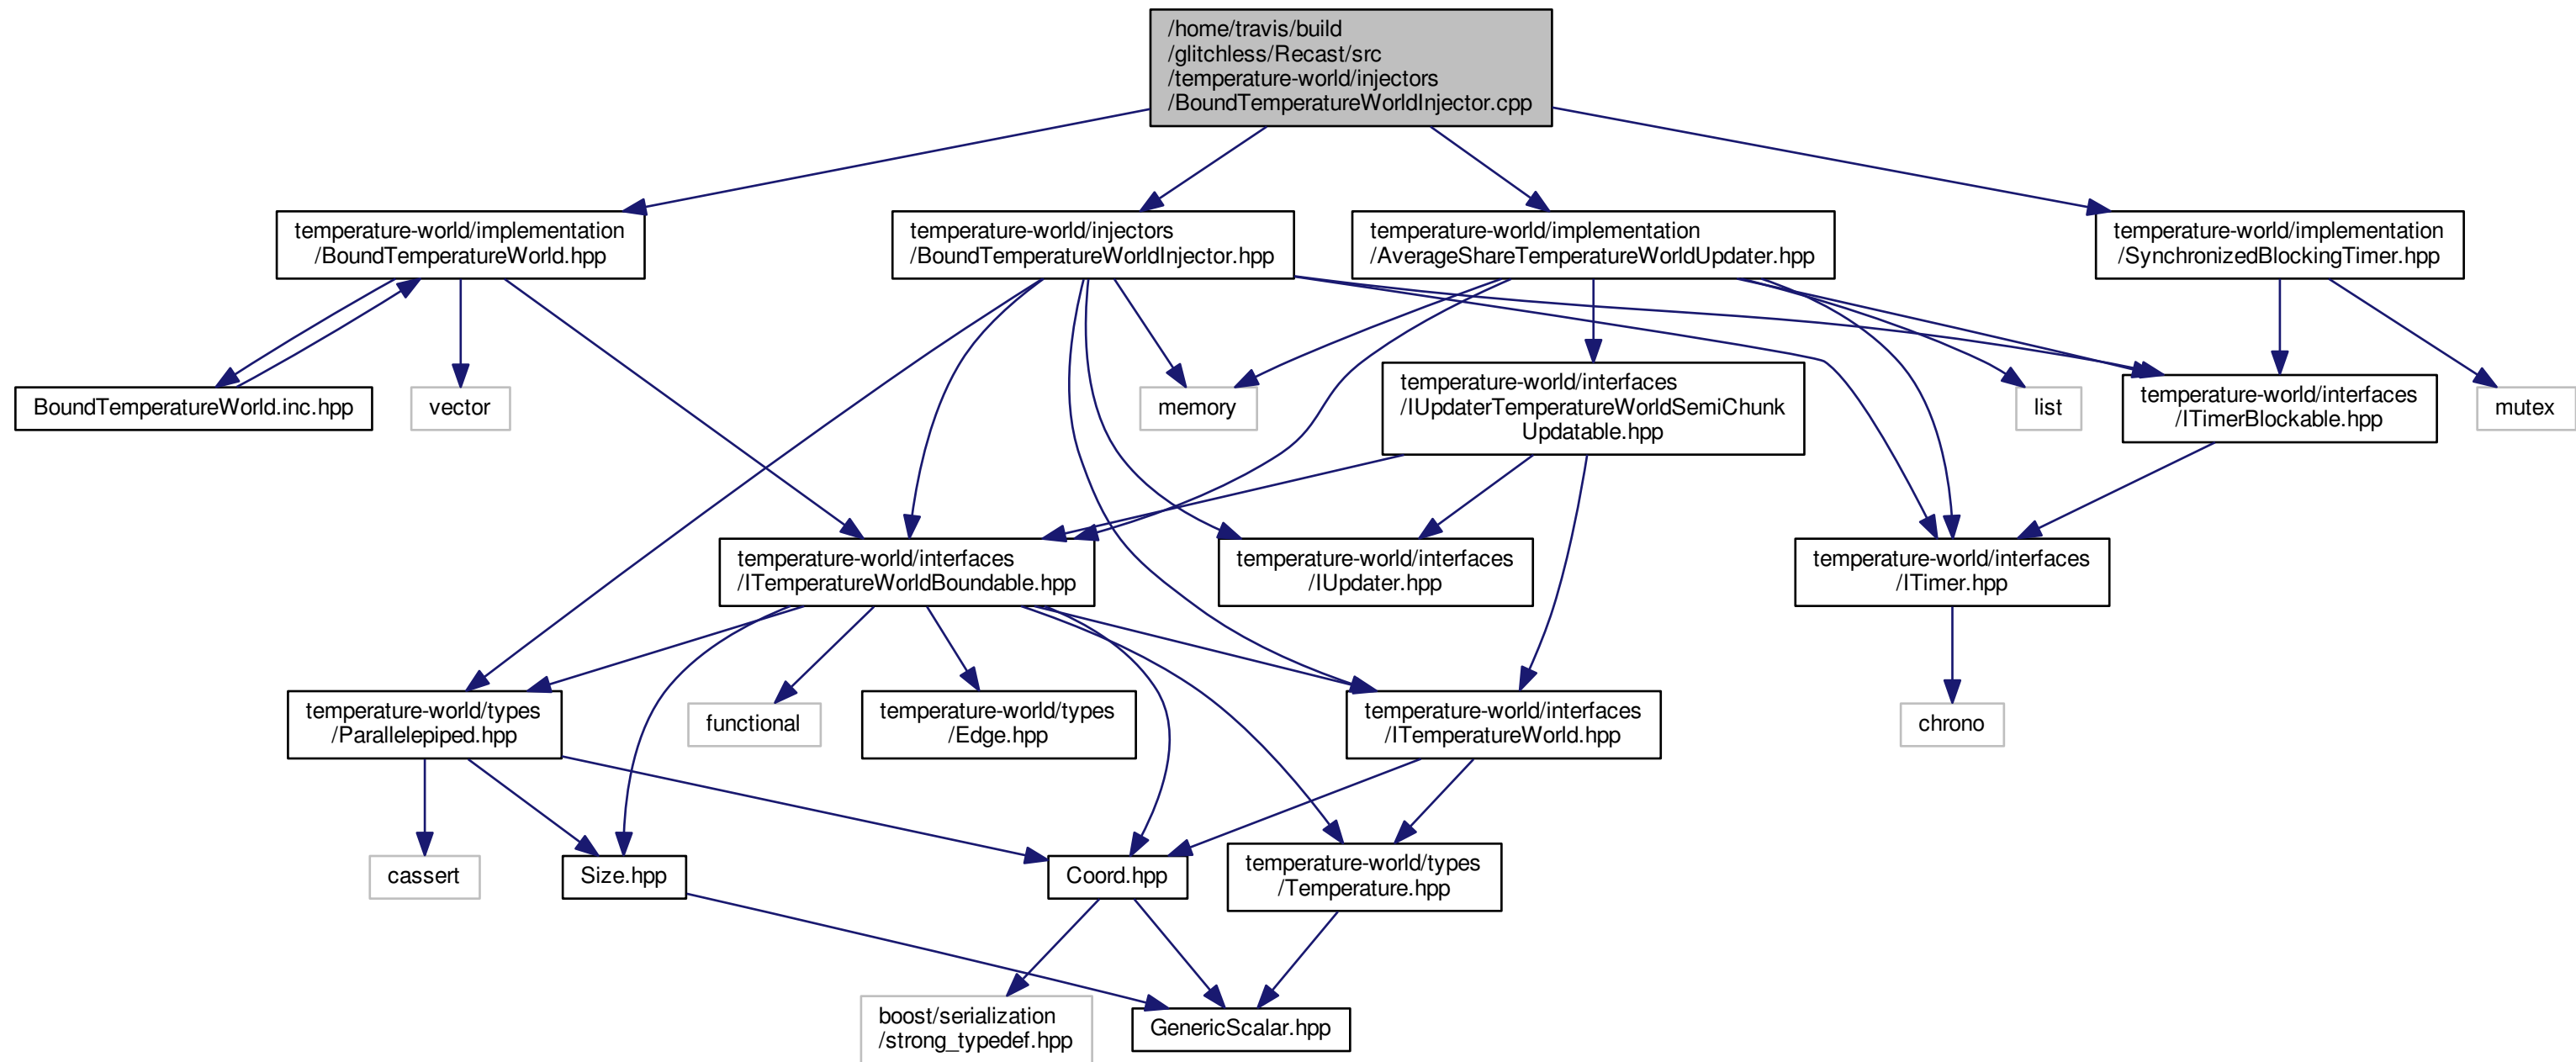 /home/travis/build
/glitchless/Recast/src
/temperature-world/injectors
/BoundTemperatureWorldInjector.cpp
temperature-world/implementation
/BoundTemperatureWorld.hpp
temperature-world/injectors
/BoundTemperatureWorldInjector.hpp
temperature-world/implementation
/AverageShareTemperatureWorldUpdater.hpp
temperature-world/implementation
/SynchronizedBlockingTimer.hpp
BoundTemperatureWorld.inc.hpp
vector
memory
temperature-world/interfaces
/IUpdaterTemperatureWorldSemiChunk
Updatable.hpp
list
temperature-world/interfaces
/ITimerBlockable.hpp
mutex
temperature-world/interfaces
/ITemperatureWorldBoundable.hpp
temperature-world/interfaces
/IUpdater.hpp
temperature-world/interfaces
/ITimer.hpp
temperature-world/types
/Parallelepiped.hpp
functional
temperature-world/types
/Edge.hpp
temperature-world/interfaces
/ITemperatureWorld.hpp
chrono
cassert
Size.hpp
Coord.hpp
temperature-world/types
/Temperature.hpp
boost/serialization
/strong_typedef.hpp
GenericScalar.hpp